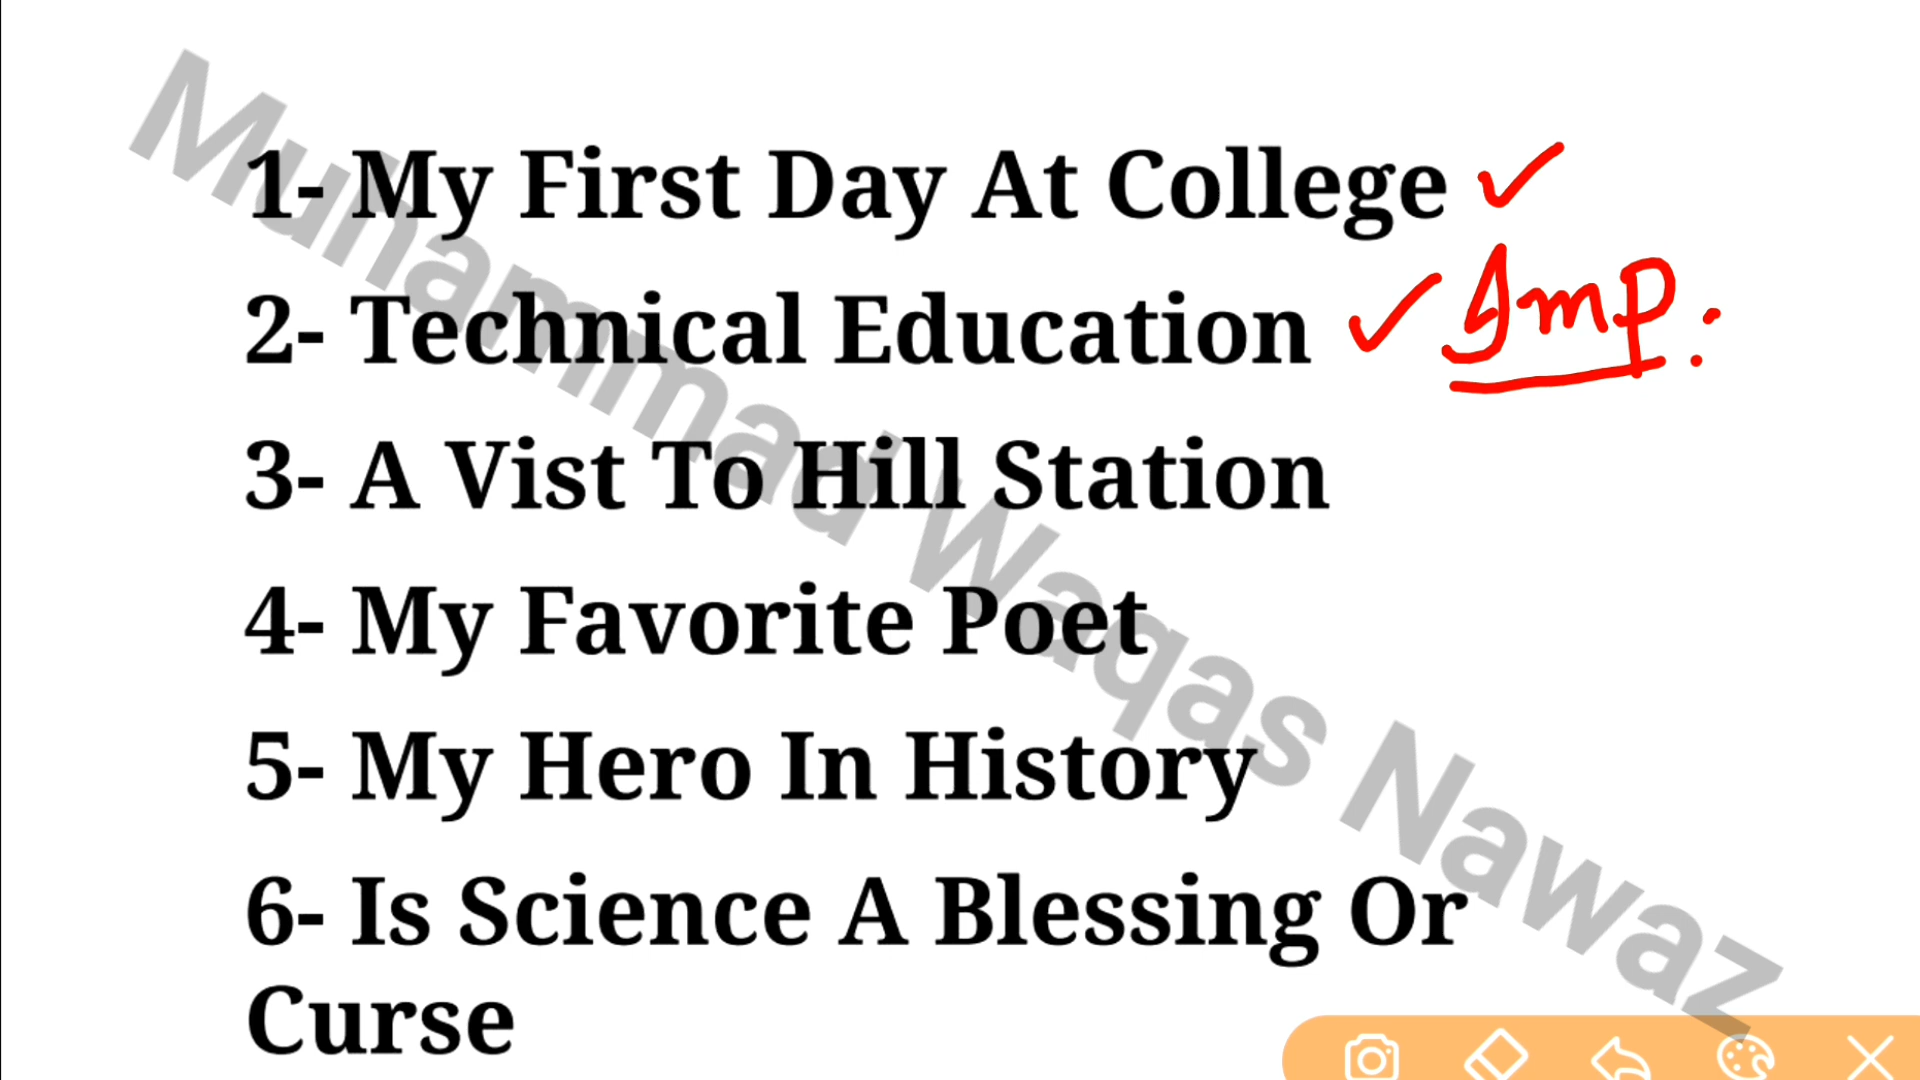 1- My First Day At College ✓
2- Technical Education ✓ Imp.
3- A Vist To Hill Station
4- My Favorite Poet
5- My Hero In History
6- Is Science A Blessing Or
Curse
Muhammad Waqas Nawaz